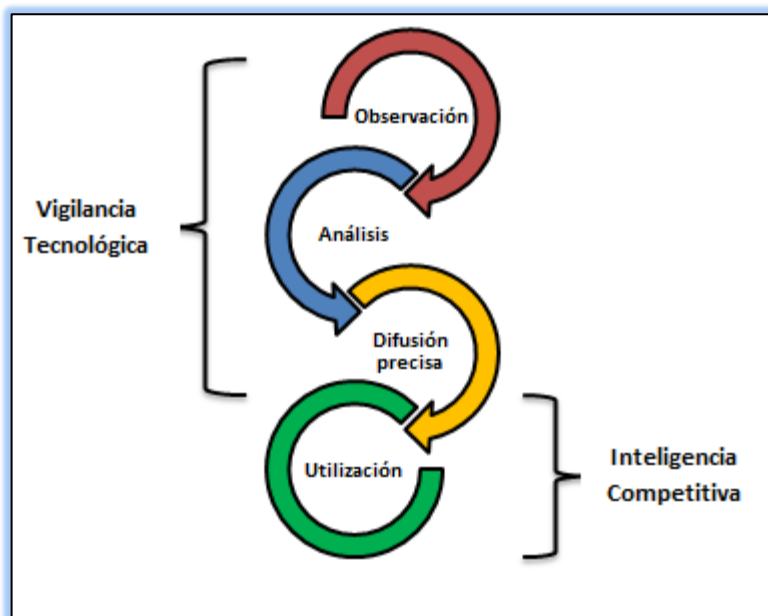 Observación
Vigilancia
Tecnológica
Análisis
Difusión
precisa
Utilización
Inteligencia
Competitiva